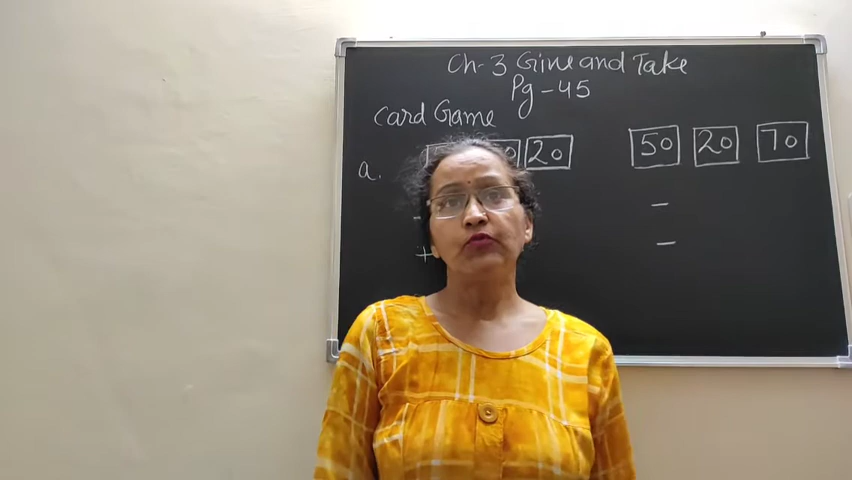 Ch-3 Give and Take
Pg-45
Card Game
a. 20 50 20 70
- -
+ -